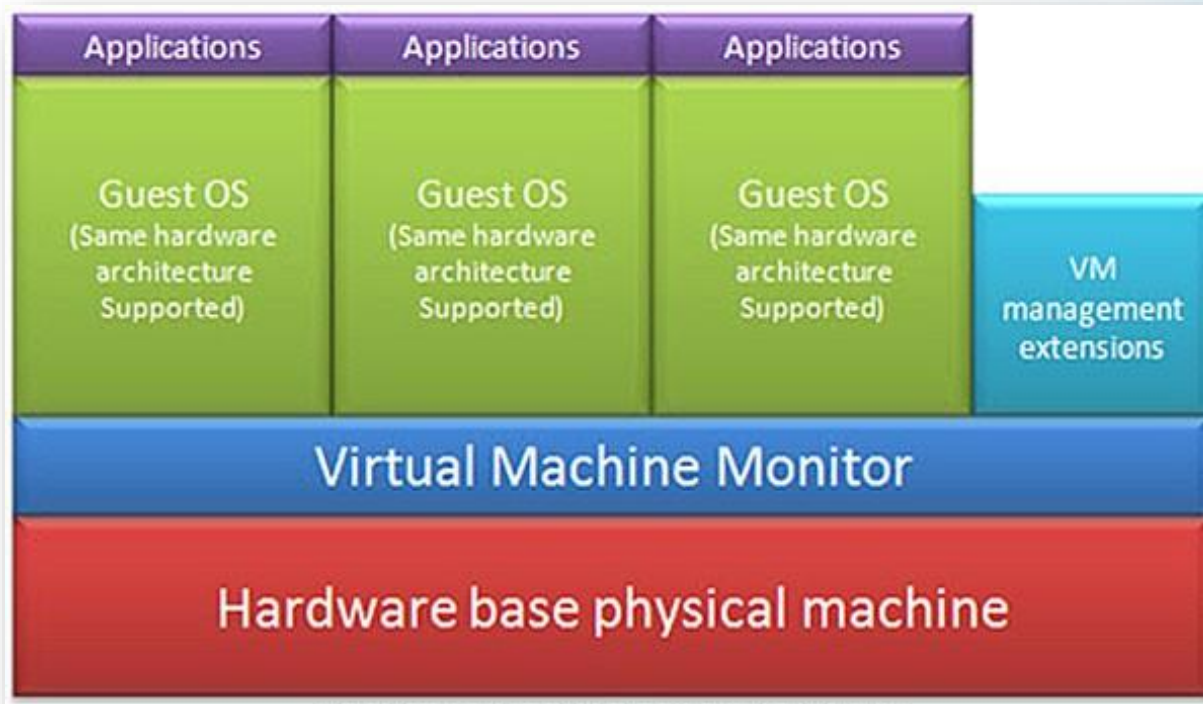 Applications
Applications
Applications
Guest OS
(Same hardware
architecture
Supported)
Guest OS
(Same hardware
architecture
Supported)
Guest OS
(Same hardware
architecture
Supported)
VM
management
extensions
Virtual Machine Monitor
Hardware base physical machine